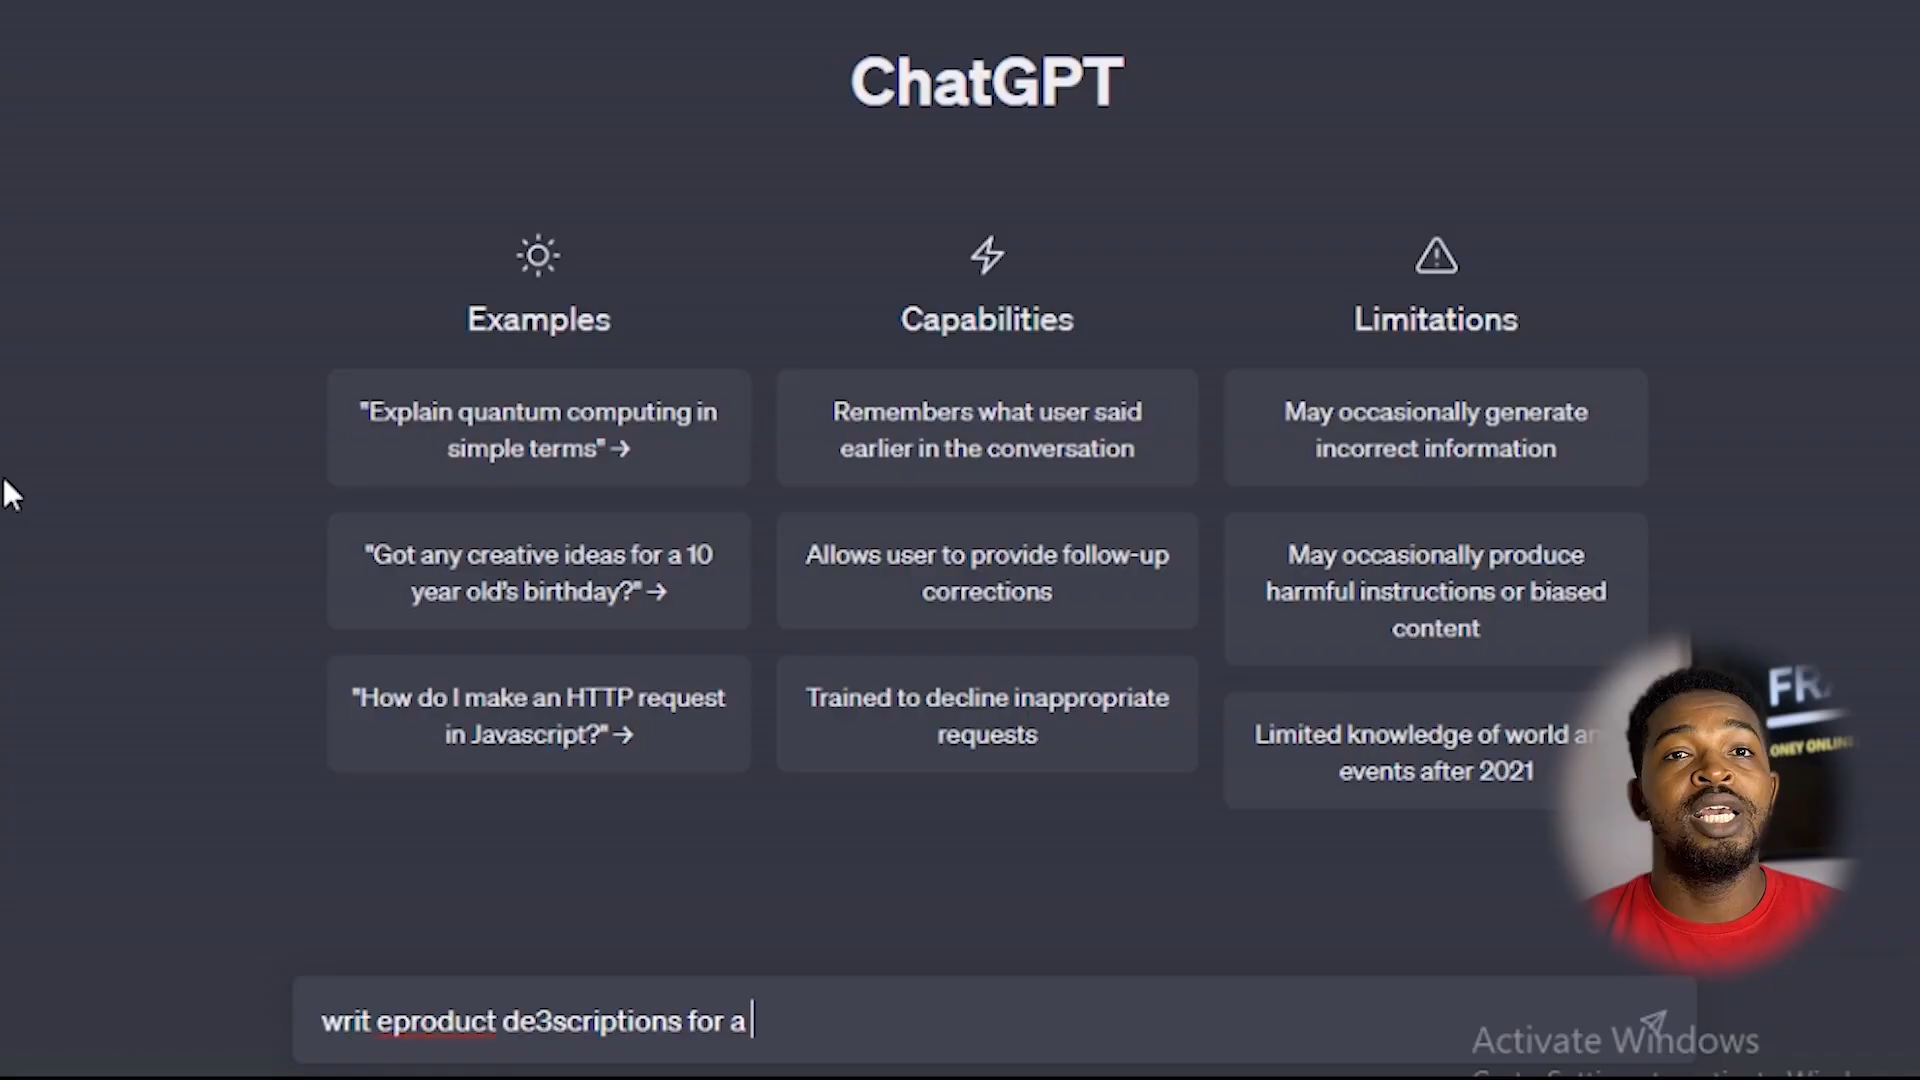 ChatGPT
Examples
Capabilities
Limitations
"Explain quantum computing in
simple terms" →
Remembers what user said
earlier in the conversation
May occasionally generate
incorrect information
"Got any creative ideas for a 10
year old's birthday?" →
Allows user to provide follow-up
corrections
May occasionally produce
harmful instructions or biased
content
"How do I make an HTTP request
in Javascript?" →
Trained to decline inappropriate
requests
Limited knowledge of world
events after 2021
ONEY ONLINE
writ eproduct de3scriptions for a
Activate Windows